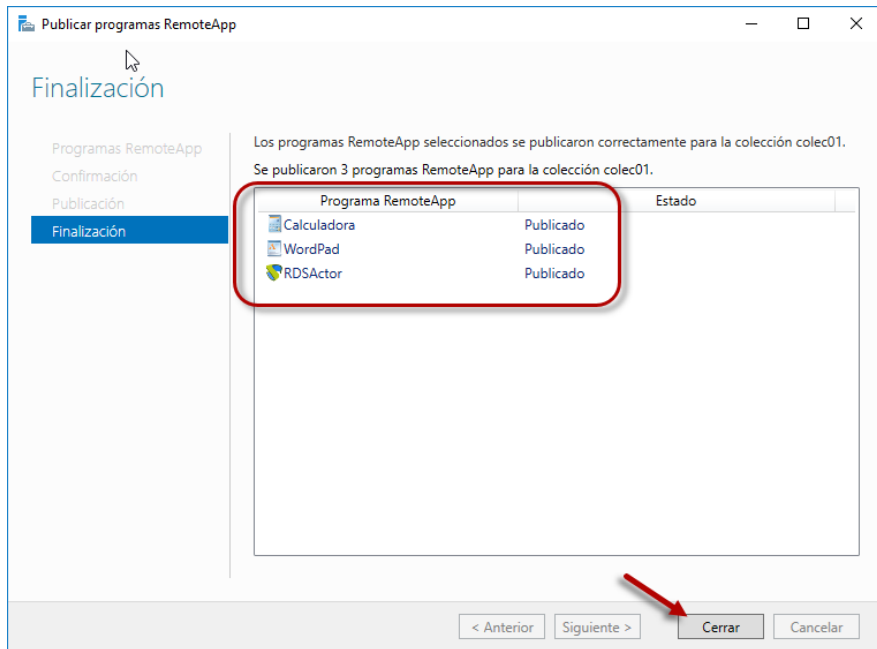 Publicar programas RemoteApp
Finalización
Programas RemoteApp
Confirmación
Publicación
Finalización
Los programas RemoteApp seleccionados se publicaron correctamente para la colección colec01.
Se publicaron 3 programas RemoteApp para la colección colec01.
Programa RemoteApp Estado
Calculadora Publicado
WordPad Publicado
RDSActor Publicado
< Anterior Siguiente > Cerrar Cancelar